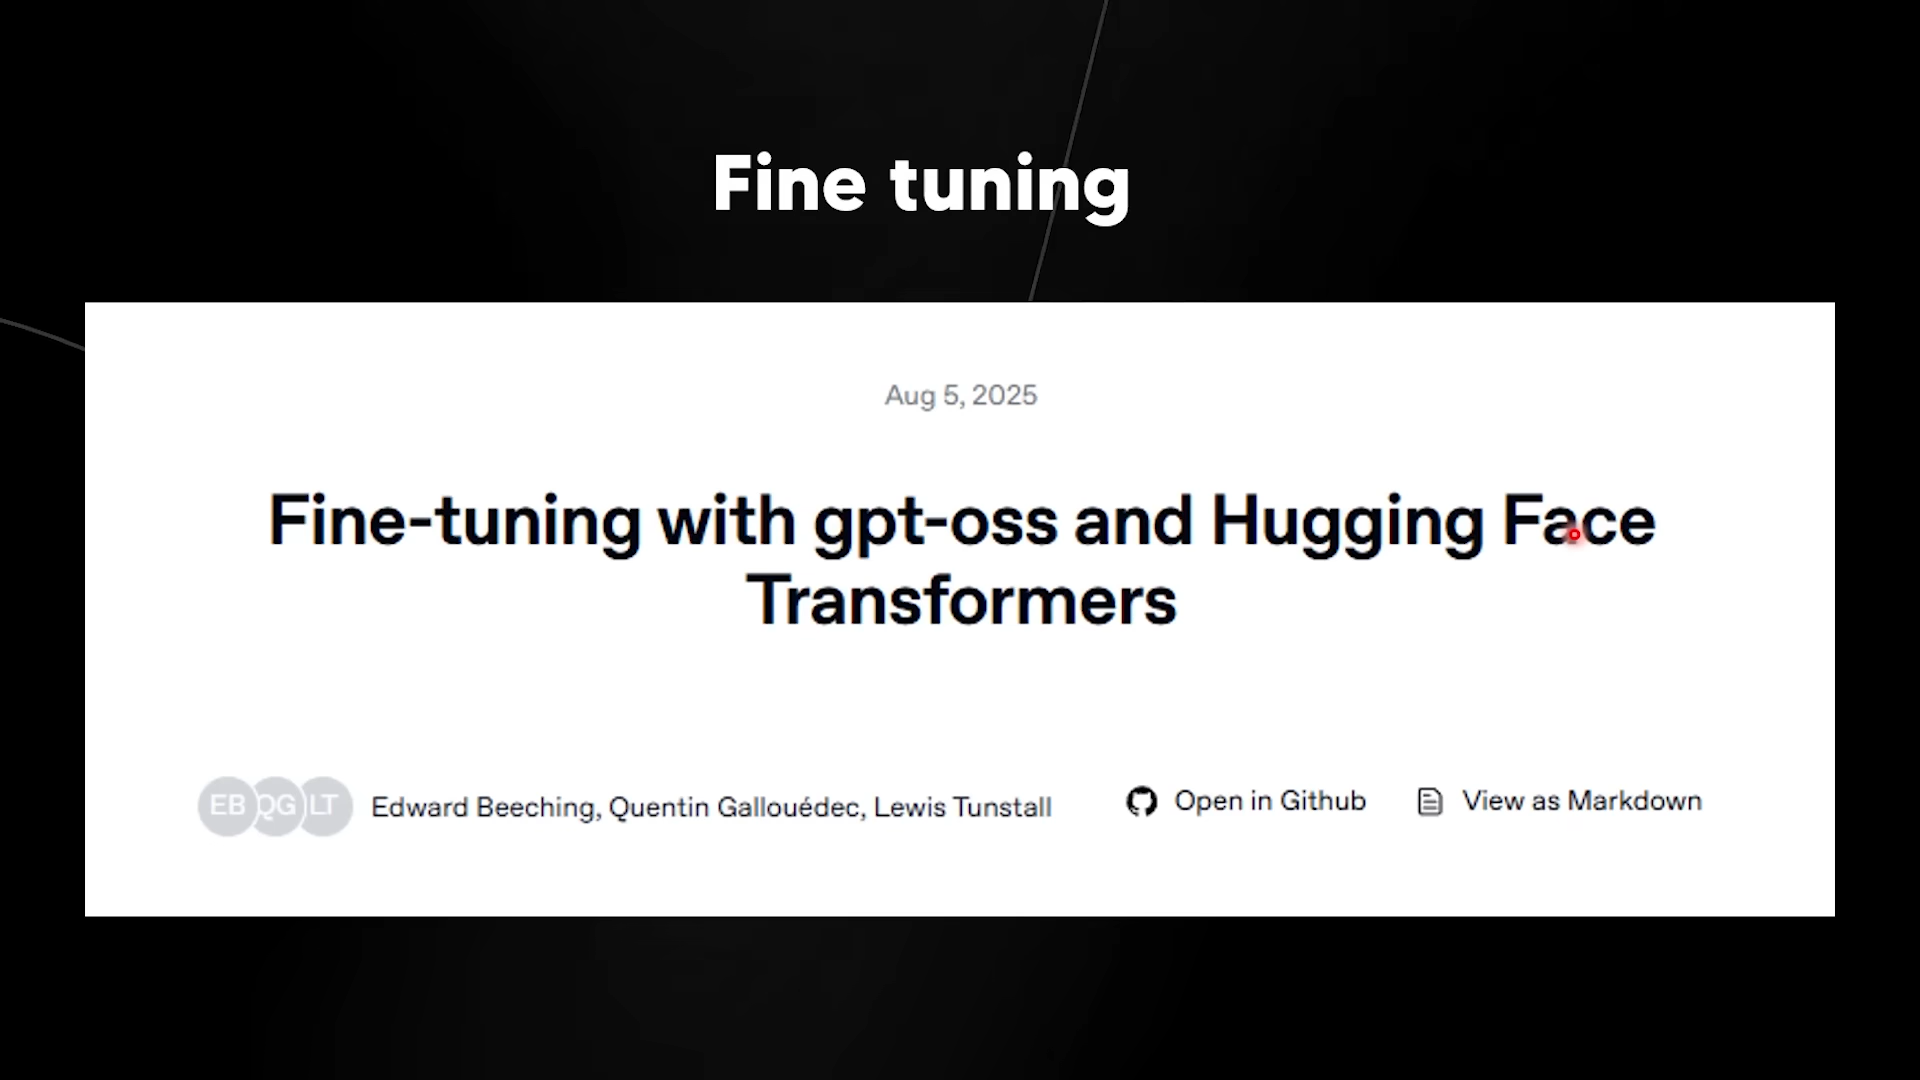 Fine tuning
Aug 5, 2025
Fine-tuning with gpt-oss and Hugging Face
Transformers
EB QG LT Edward Beeching, Quentin Gallouédec, Lewis Tunstall Open in Github View as Markdown